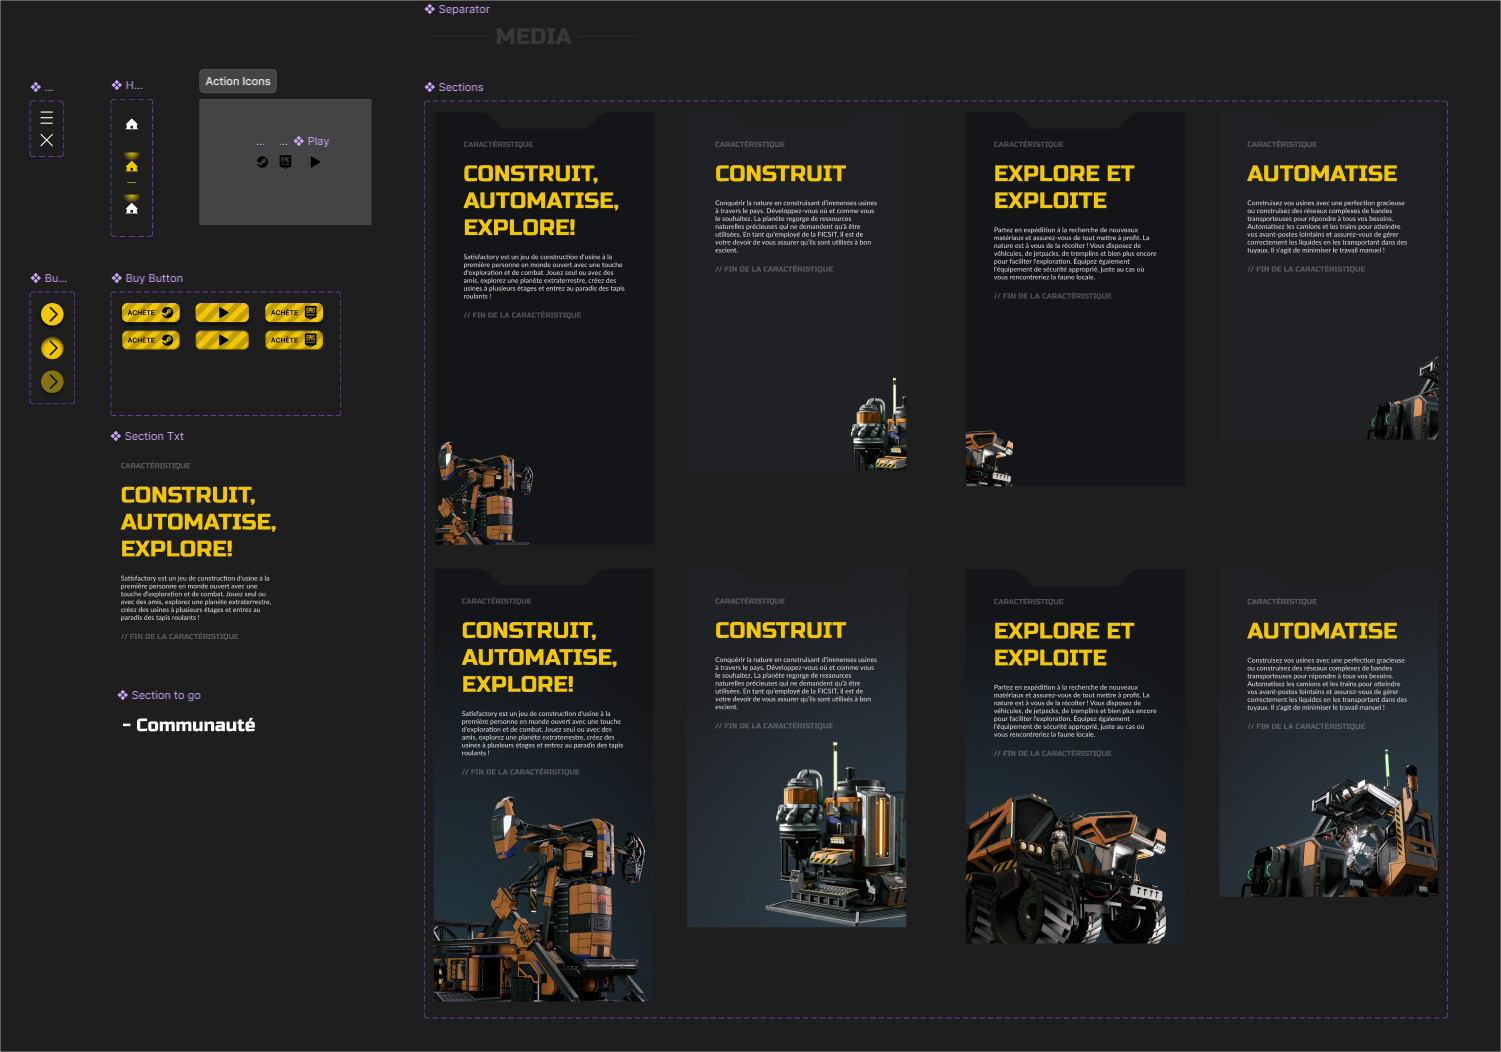 Separator
MEDIA
...
H...
Action Icons
...
...
Play
Bu...
Buy Button
ACHÈTE
ACHÈTE
ACHÈTE
ACHÈTE
Section Txt
CARACTÉRISTIQUE
CONSTRUIT,
AUTOMATISE,
EXPLORE!
Satisfactory est un jeu de construction d'usine à la
première personne en monde ouvert avec une
touche d'exploration et de combat. Jouez seul ou
avec des amis, explorez une planète extraterrestre,
créez des usines à plusieurs étages et entrez au
paradis des tapis roulants !
// FIN DE LA CARACTÉRISTIQUE
Section to go
- Communauté
Sections
CARACTÉRISTIQUE
CONSTRUIT,
AUTOMATISE,
EXPLORE!
Satisfactory est un jeu de construction d'usine à la
première personne en monde ouvert avec une touche
d'exploration et de combat. Jouez seul ou avec des
amis, explorez une planète extraterrestre, créez des
usines à plusieurs étages et entrez au paradis des tapis
roulants !
// FIN DE LA CARACTÉRISTIQUE
CARACTÉRISTIQUE
CONSTRUIT
Conquérir la nature en construisant d'immenses usines
à travers le pays. Développez-vous où et comme vous
le souhaitez. La planète regorge de ressources
naturelles précieuses qui ne demandent qu'à être
utilisées. En tant qu'employé de la FICSIT, il est de
votre devoir de vous assurer qu'ils sont utilisés à bon
escient.
// FIN DE LA CARACTÉRISTIQUE
CARACTÉRISTIQUE
EXPLORE ET
EXPLOITE
Partez en expédition à la recherche de nouveaux
matériaux et assurez-vous de tout mettre à profit. La
nature est à vous de la récolter ! Vous disposez de
véhicules, de jetpacks, de tremplins et bien plus encore
pour faciliter l'exploration. Équipez également
l'équipement de sécurité approprié, juste au cas où
vous rencontreriez la faune locale.
// FIN DE LA CARACTÉRISTIQUE
CARACTÉRISTIQUE
AUTOMATISE
Construisez vos usines avec une perfection gracieuse
ou construisez des réseaux complexes de bandes
transporteuses pour répondre à tous vos besoins.
Automatisez les camions et les trains pour atteindre
vos avant-postes lointains et assurez-vous de gérer
correctement les liquides en les transportant dans des
tuyaux. Il s'agit de minimiser le travail manuel !
// FIN DE LA CARACTÉRISTIQUE
CARACTÉRISTIQUE
CONSTRUIT,
AUTOMATISE,
EXPLORE!
Satisfactory est un jeu de construction d'usine à la
première personne en monde ouvert avec une touche
d'exploration et de combat. Jouez seul ou avec des
amis, explorez une planète extraterrestre, créez des
usines à plusieurs étages et entrez au paradis des tapis
roulants !
// FIN DE LA CARACTÉRISTIQUE
CARACTÉRISTIQUE
CONSTRUIT
Conquérir la nature en construisant d'immenses usines
à travers le pays. Développez-vous où et comme vous
le souhaitez. La planète regorge de ressources
naturelles précieuses qui ne demandent qu'à être
utilisées. En tant qu'employé de la FICSIT, il est de
votre devoir de vous assurer qu'ils sont utilisés à bon
escient.
// FIN DE LA CARACTÉRISTIQUE
CARACTÉRISTIQUE
EXPLORE ET
EXPLOITE
Partez en expédition à la recherche de nouveaux
matériaux et assurez-vous de tout mettre à profit. La
nature est à vous de la récolter ! Vous disposez de
véhicules, de jetpacks, de tremplins et bien plus encore
pour faciliter l'exploration. Équipez également
l'équipement de sécurité approprié, juste au cas où
vous rencontreriez la faune locale.
// FIN DE LA CARACTÉRISTIQUE
CARACTÉRISTIQUE
AUTOMATISE
Construisez vos usines avec une perfection gracieuse
ou construisez des réseaux complexes de bandes
transporteuses pour répondre à tous vos besoins.
Automatisez les camions et les trains pour atteindre
vos avant-postes lointains et assurez-vous de gérer
correctement les liquides en les transportant dans des
tuyaux. Il s'agit de minimiser le travail manuel !
// FIN DE LA CARACTÉRISTIQUE